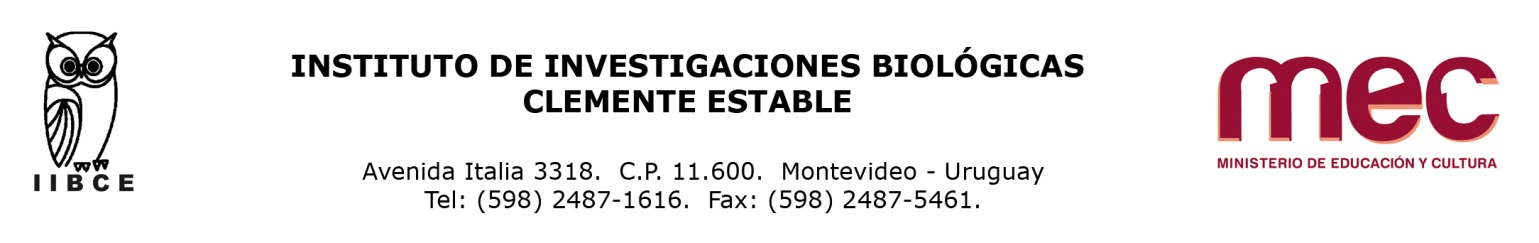 INSTITUTO DE INVESTIGACIONES BIOLÓGICAS
CLEMENTE ESTABLE
Avenida Italia 3318.  C.P. 11.600.  Montevideo - Uruguay
Tel: (598) 2487-1616.  Fax: (598) 2487-5461.
IIBCE
mec
MINISTERIO DE EDUCACIÓN Y CULTURA